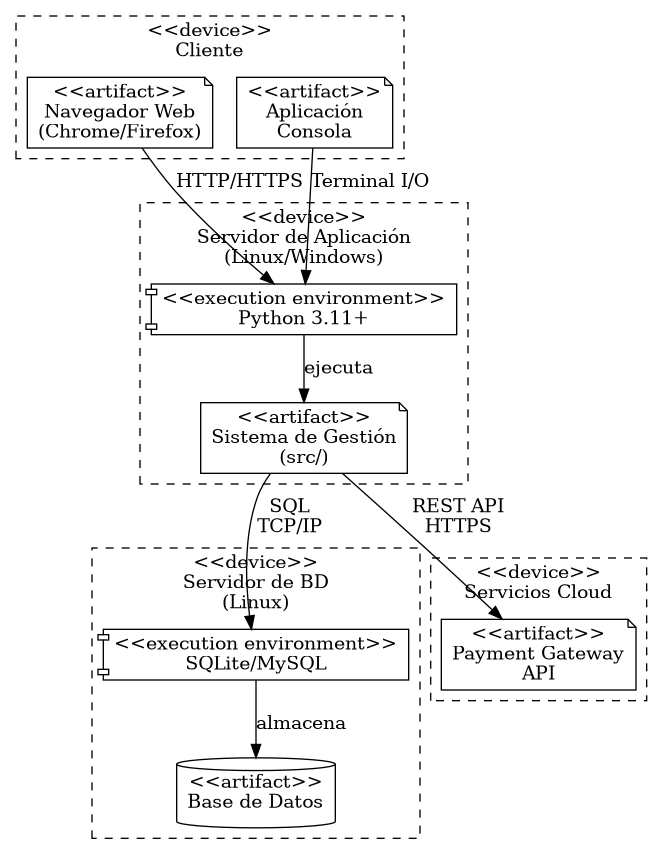 <<device>>
Cliente
<<artifact>>
Navegador Web
(Chrome/Firefox)
<<artifact>>
Aplicación
Consola
HTTP/HTTPS
Terminal I/O
<<device>>
Servidor de Aplicación
(Linux/Windows)
<<execution environment>>
Python 3.11+
ejecuta
<<artifact>>
Sistema de Gestión
(src/)
SQL
TCP/IP
REST API
HTTPS
<<device>>
Servidor de BD
(Linux)
<<device>>
Servicios Cloud
<<execution environment>>
SQLite/MySQL
<<artifact>>
Payment Gateway
API
almacena
<<artifact>>
Base de Datos